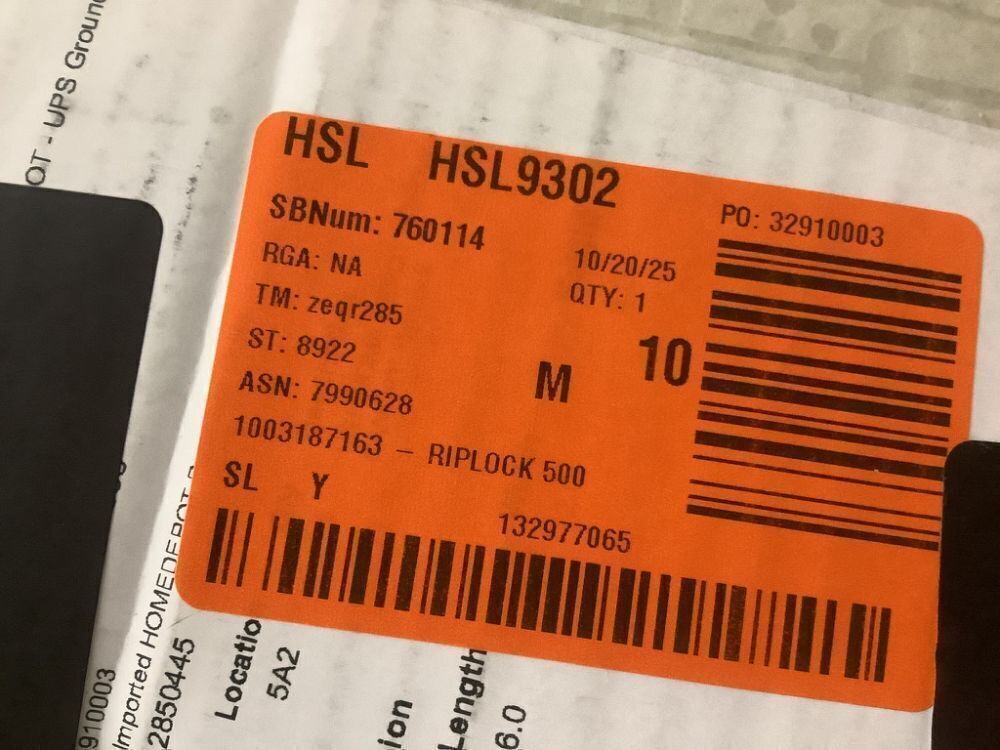 HSL HSL9302
SBNum: 760114
RGA: NA
TM: zeqr285
ST: 8922
ASN: 7990628
1003187163 – RIPLOCK 500
SL Y
10/20/25
QTY: 1
M
10
PO: 32910003
132977065
OT - UPS Ground
910003
Imported HOMEDEPOT
2850445
Locatio
5A2
ion
Length
6.0